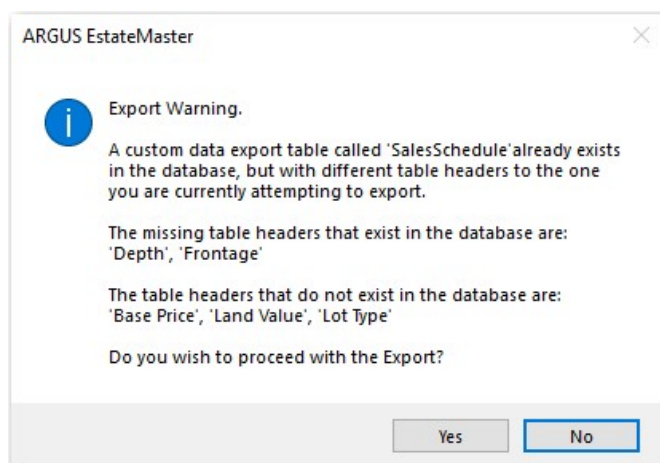 ARGUS EstateMaster
Export Warning.
A custom data export table called 'SalesSchedule'already exists
in the database, but with different table headers to the one
you are currently attempting to export.
The missing table headers that exist in the database are:
'Depth', 'Frontage'
The table headers that do not exist in the database are:
'Base Price', 'Land Value', 'Lot Type'
Do you wish to proceed with the Export?
Yes
No